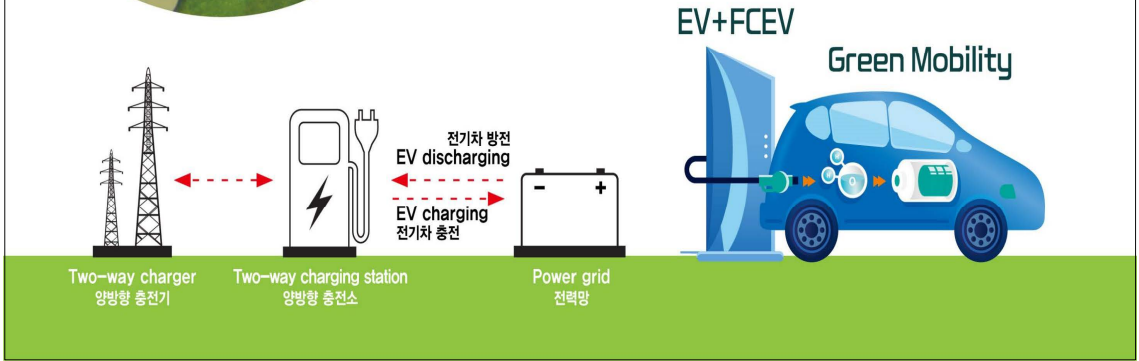 EV+FCEV
Green Mobility
전기차 방전
EV discharging
EV charging
전기차 충전
Two-way charger
양방향 충전기
Two-way charging station
양방향 충전소
Power grid
전력망